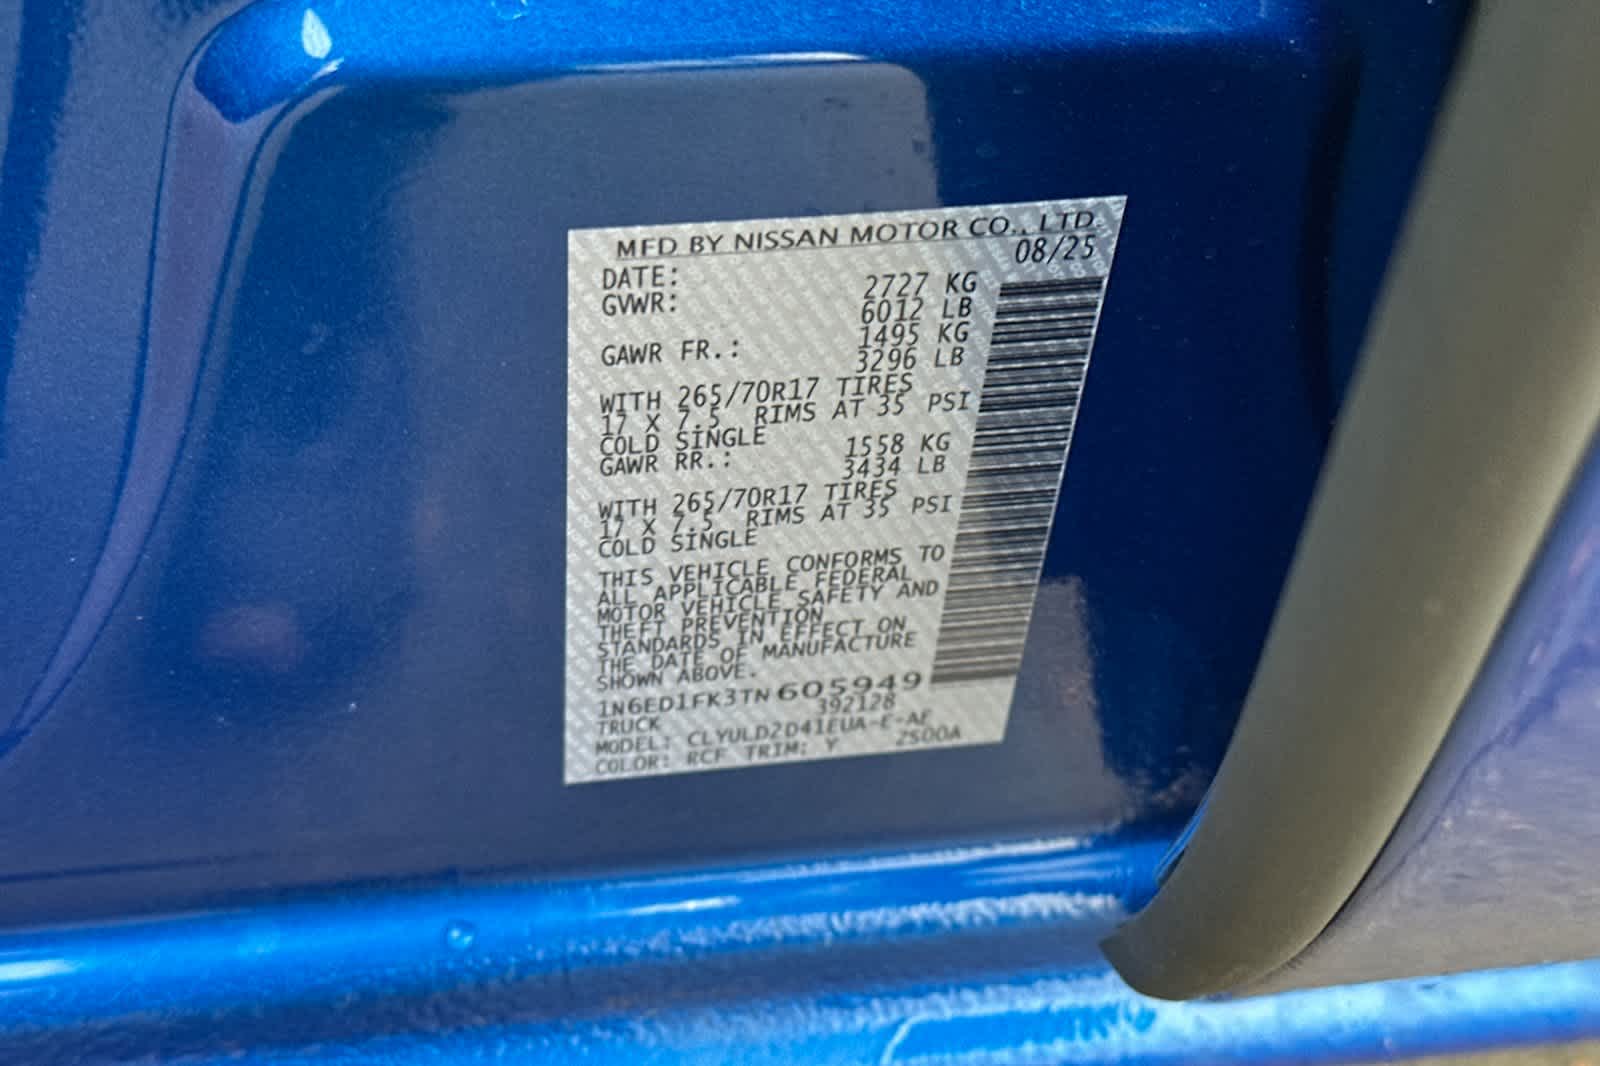 MFD BY NISSAN MOTOR CO., LTD.
DATE: 08/25
GVWR: 2727 KG
6012 LB
GAWR FR.: 1495 KG
3296 LB
WITH 265/70R17 TIRES
17 X 7.5 RIMS AT 35 PSI
COLD SINGLE
GAWR RR.: 1558 KG
3434 LB
WITH 265/70R17 TIRES
17 X 7.5 RIMS AT 35 PSI
COLD SINGLE
THIS VEHICLE CONFORMS TO
ALL APPLICABLE FEDERAL
MOTOR VEHICLE SAFETY AND
THEFT PREVENTION
STANDARDS IN EFFECT ON
THE DATE OF MANUFACTURE
SHOWN ABOVE.
1N6ED1FK3TN605949
TRUCK 392128
MODEL: CLYULD2D41EUA-E-AF
COLOR: RCF TRIM: Y 2S00A